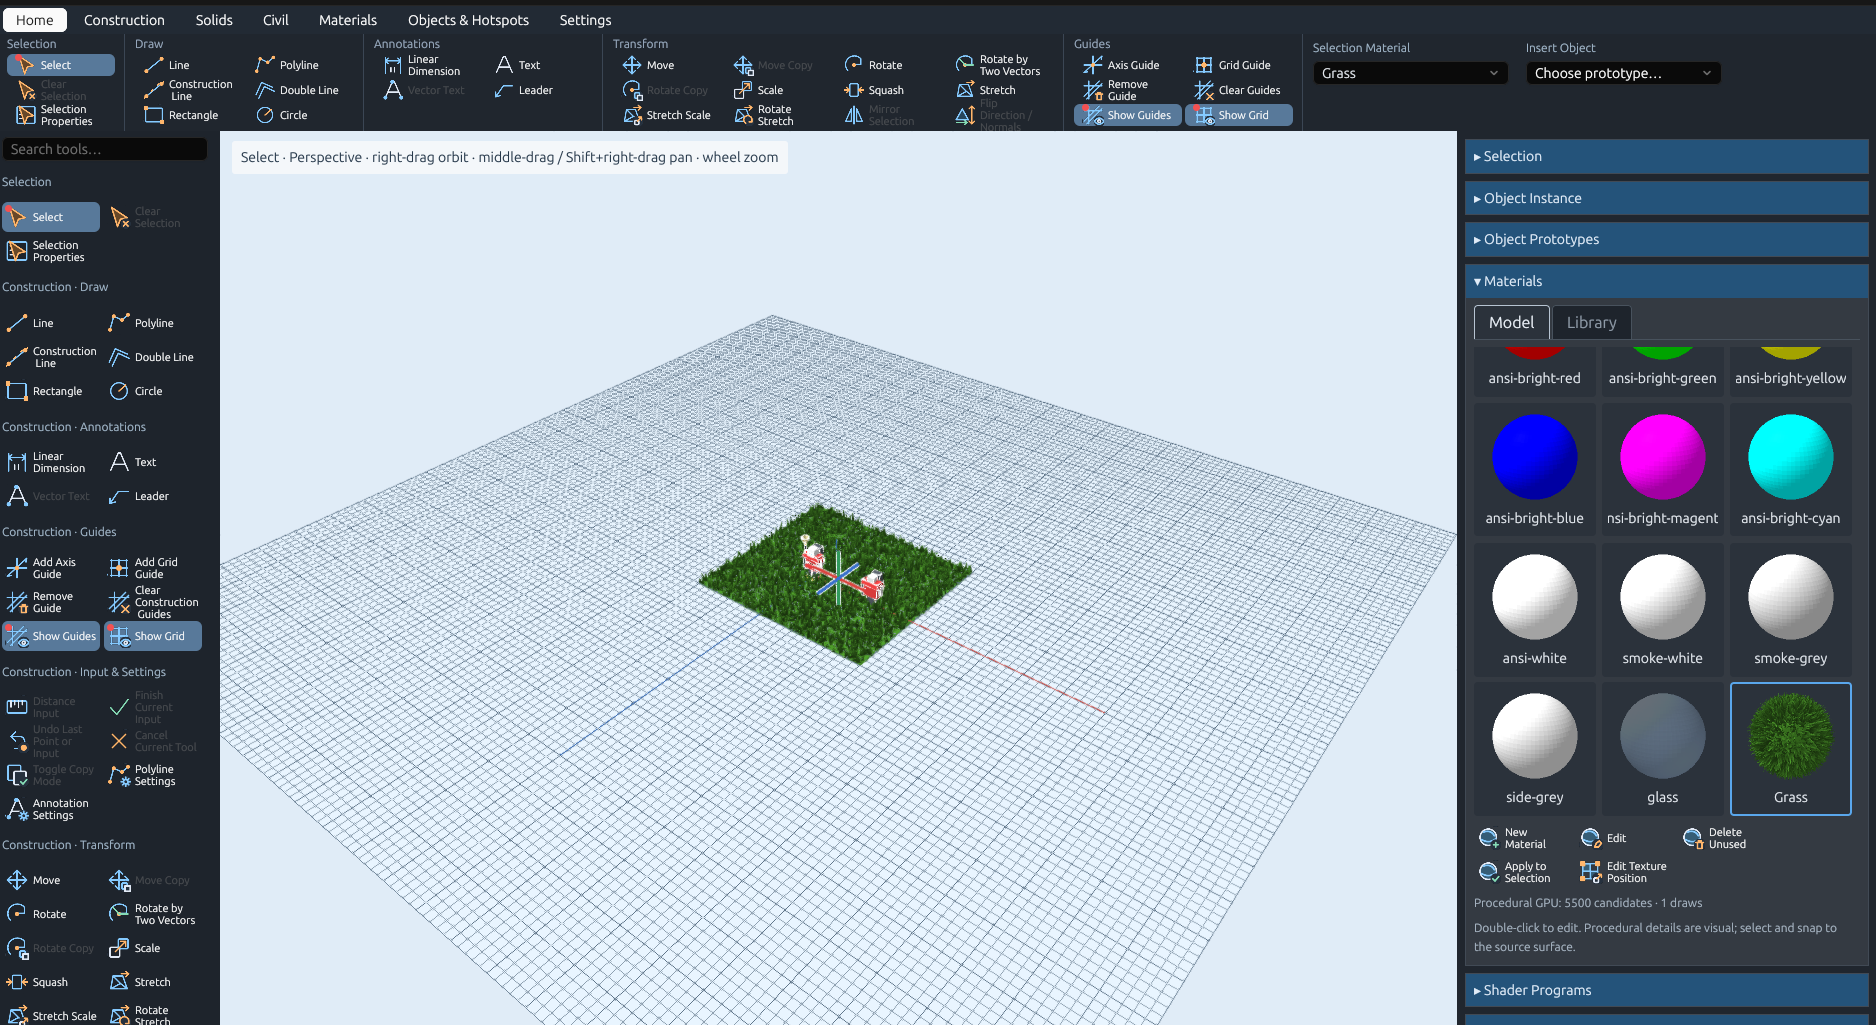 Home Construction Solids Civil Materials Objects & Hotspots Settings
Selection
Select
Clear
Selection
Selection
Properties
Draw
Line
Polyline
Construction
Line
Double Line
Rectangle
Circle
Annotations
Linear
Dimension
Text
Vector Text
Leader
Transform
Move
Move Copy
Rotate
Rotate by
Two Vectors
Rotate Copy
Scale
Squash
Stretch
Stretch Scale
Rotate
Stretch
Mirror
Selection
Flip
Direction /
Normals
Guides
Axis Guide
Grid Guide
Remove
Guide
Clear Guides
Show Guides
Show Grid
Selection Material
Grass
Insert Object
Choose prototype...
Search tools...
Selection
Select
Clear
Selection
Selection
Properties
Construction · Draw
Line
Polyline
Construction
Line
Double Line
Rectangle
Circle
Construction · Annotations
Linear
Dimension
Text
Vector Text
Leader
Construction · Guides
Add Axis
Guide
Add Grid
Guide
Remove
Guide
Clear
Construction
Guides
Show Guides
Show Grid
Construction · Input & Settings
Distance
Input
Finish
Current
Input
Undo Last
Point or
Input
Cancel
Current Tool
Toggle Copy
Mode
Polyline
Settings
Annotation
Settings
Construction · Transform
Move
Move Copy
Rotate
Rotate by
Two Vectors
Rotate Copy
Scale
Squash
Stretch
Stretch Scale
Rotate
Stretch
Select · Perspective · right-drag orbit · middle-drag / Shift+right-drag pan · wheel zoom
▸ Selection
▸ Object Instance
▸ Object Prototypes
▾ Materials
Model Library
ansi-bright-red ansi-bright-green ansi-bright-yellow
ansi-bright-blue nsi-bright-magent ansi-bright-cyan
ansi-white smoke-white smoke-grey
side-grey glass Grass
New
Material
Edit
Delete
Unused
Apply to
Selection
Edit Texture
Position
Procedural GPU: 5500 candidates · 1 draws
Double-click to edit. Procedural details are visual; select and snap to
the source surface.
▸ Shader Programs